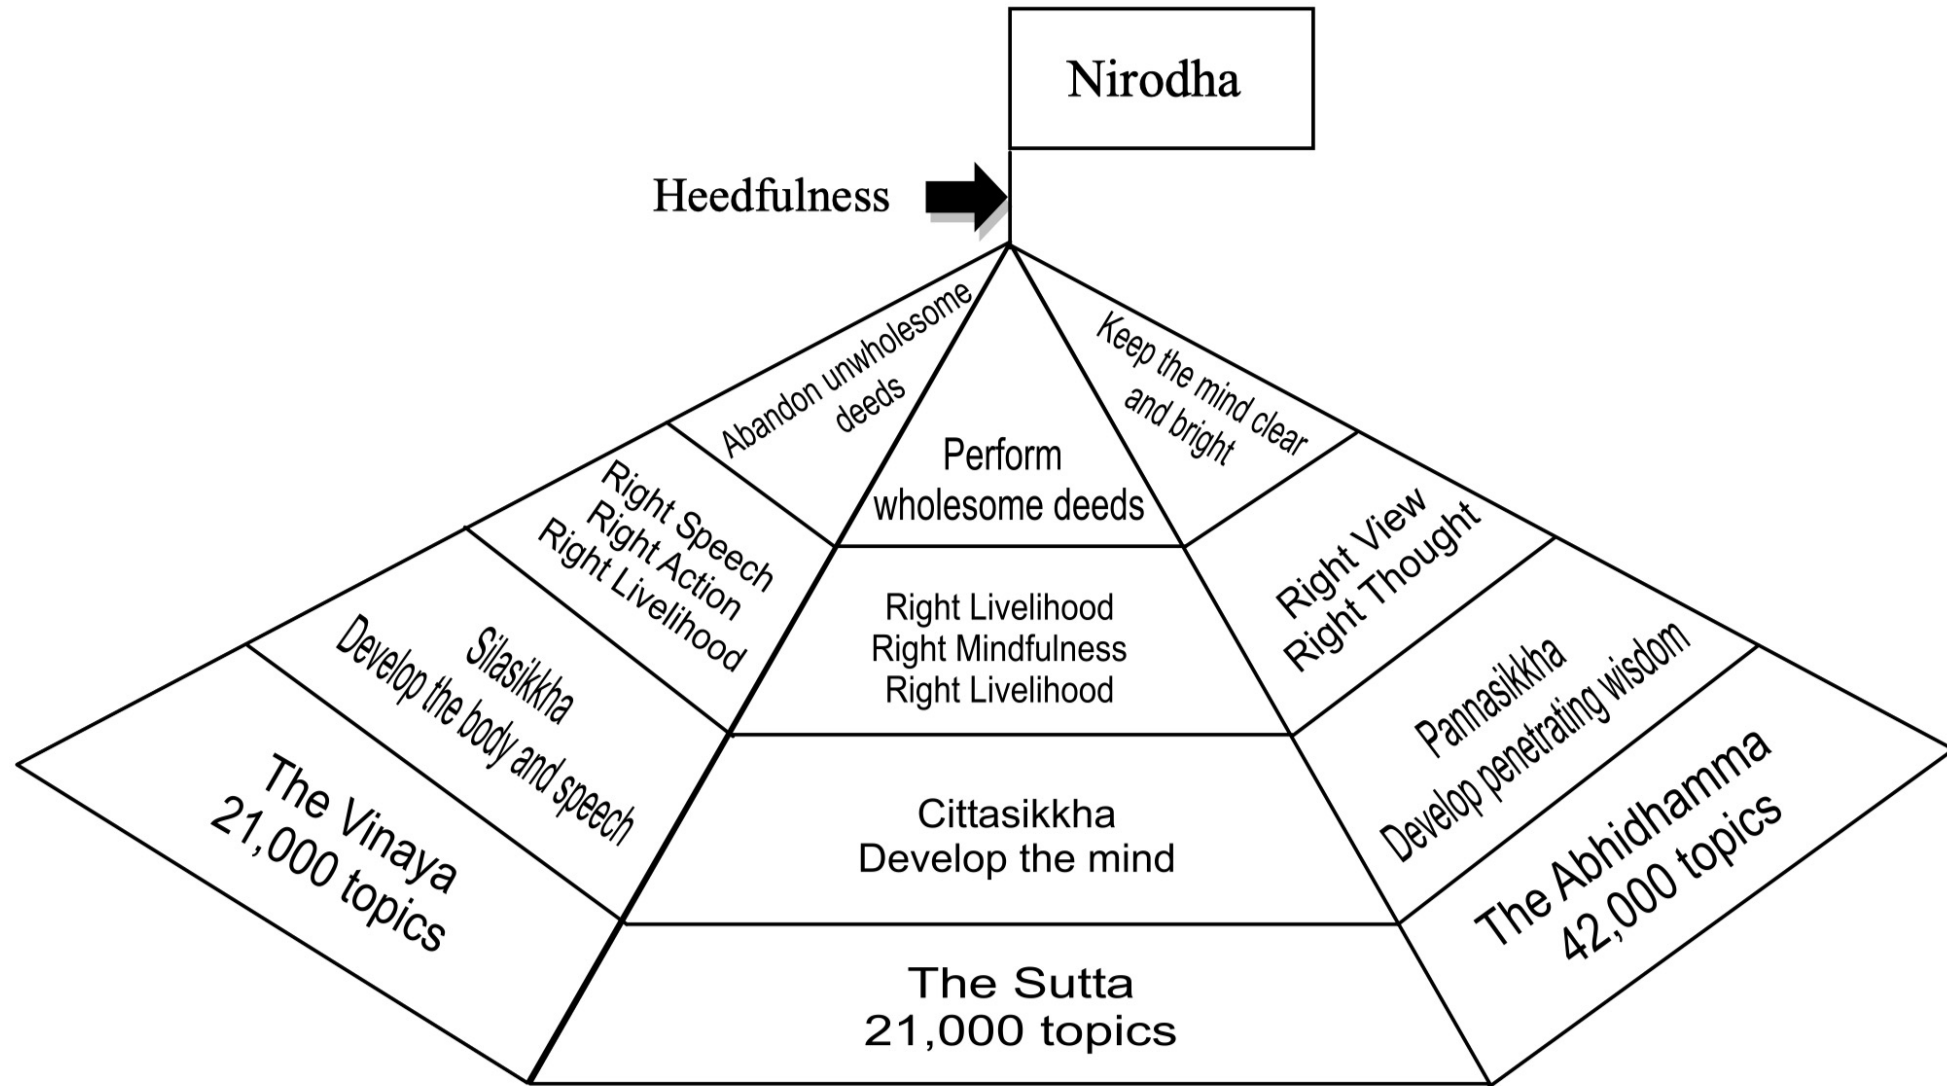 Nirodha
Heedfulness
Abandon unwholesome
deeds
Perform
wholesome deeds
Keep the mind clear
and bright
Right Speech
Right Action
Right Livelihood
Right Livelihood
Right Mindfulness
Right Livelihood
Right View
Right Thought
Silasikkha
Develop the body and speech
Cittasikkha
Develop the mind
Pannasikkha
Develop penetrating wisdom
The Vinaya
21,000 topics
The Sutta
21,000 topics
The Abhidhamma
42,000 topics